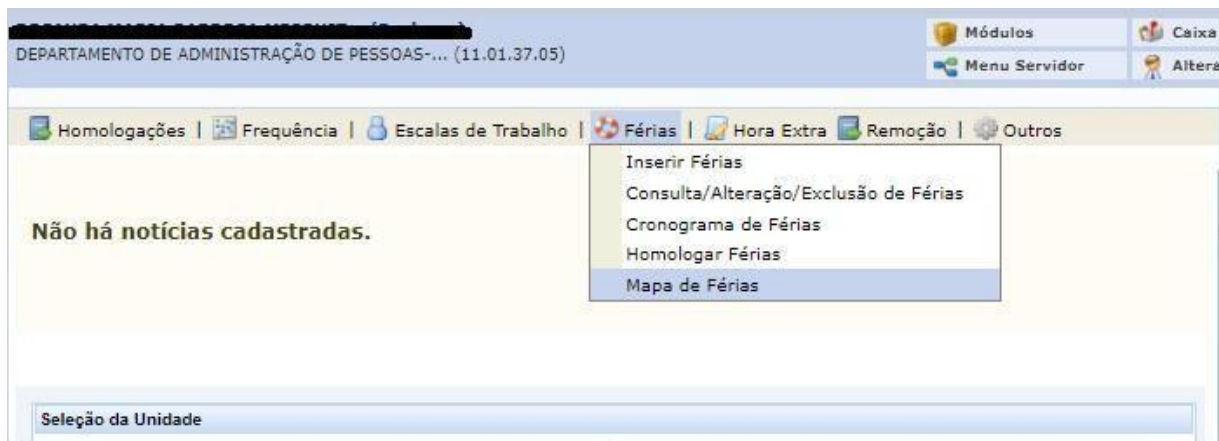 Módulos
Caixa
DEPARTAMENTO DE ADMINISTRAÇÃO DE PESSOAS-... (11.01.37.05)
Menu Servidor
Altera
Homologações | Frequência | Escalas de Trabalho | Férias | Hora Extra Remoção | Outros
Inserir Férias
Consulta/Alteração/Exclusão de Férias
Cronograma de Férias
Homologar Férias
Mapa de Férias
Não há notícias cadastradas.
Seleção da Unidade